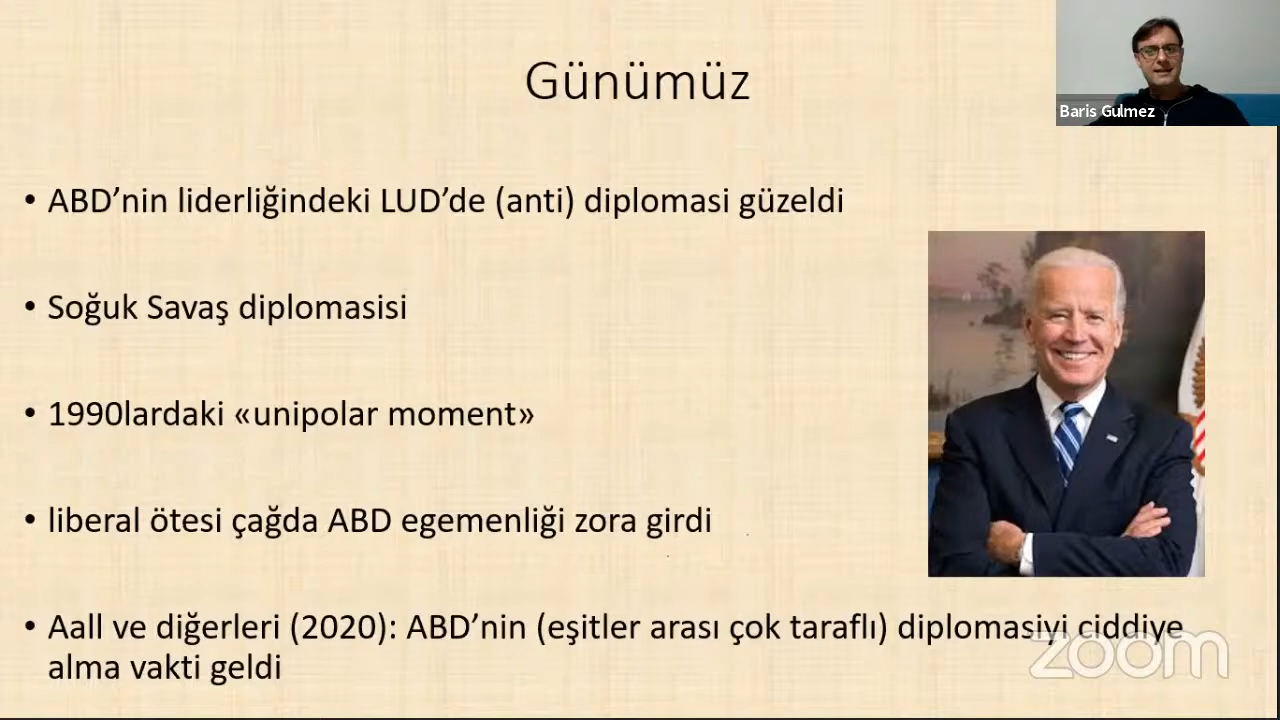 Günümüz
Baris Gulmez
• ABD’nin liderliğindeki LUD’de (anti) diplomasi güzeldi
• Soğuk Savaş diplomasisi
• 1990lardaki «unipolar moment»
• liberal ötesi çağda ABD egemenliği zora girdi
• Aall ve diğerleri (2020): ABD’nin (eşitler arası çok taraflı) diplomasiyi ciddiye
alma vakti geldi
zoom